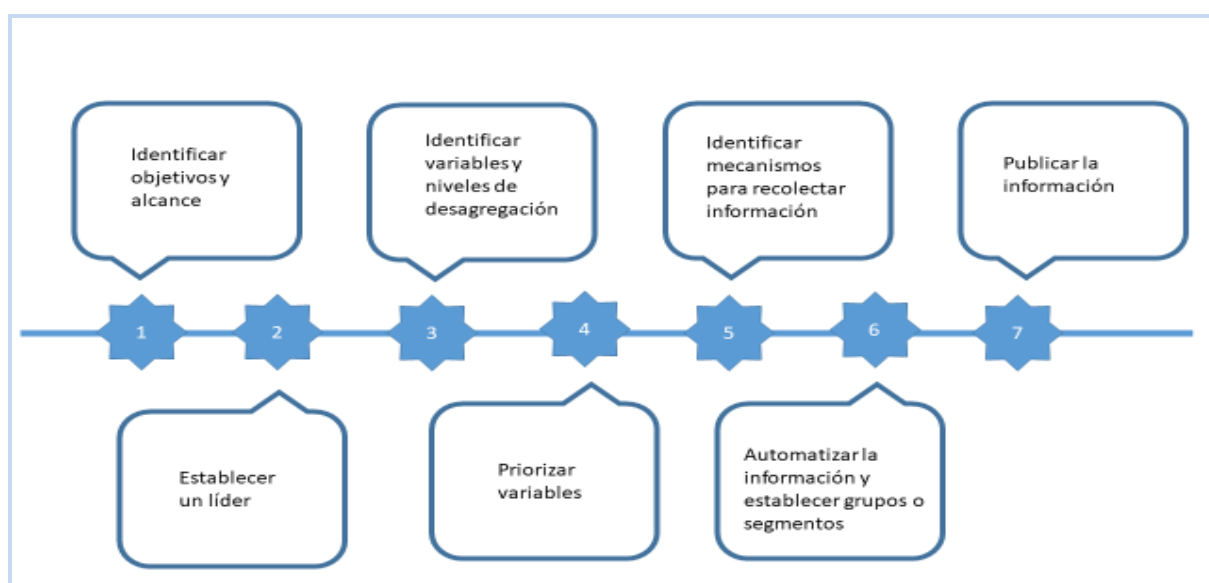 Identificar
objetivos y
alcance
Identificar
variables y
niveles de
desagregación
Identificar
mecanismos
para recolectar
información
Publicar la
información
1
2
3
4
5
6
7
Establecer
un líder
Priorizar
variables
Automatizar la
información y
establecer grupos o
segmentos